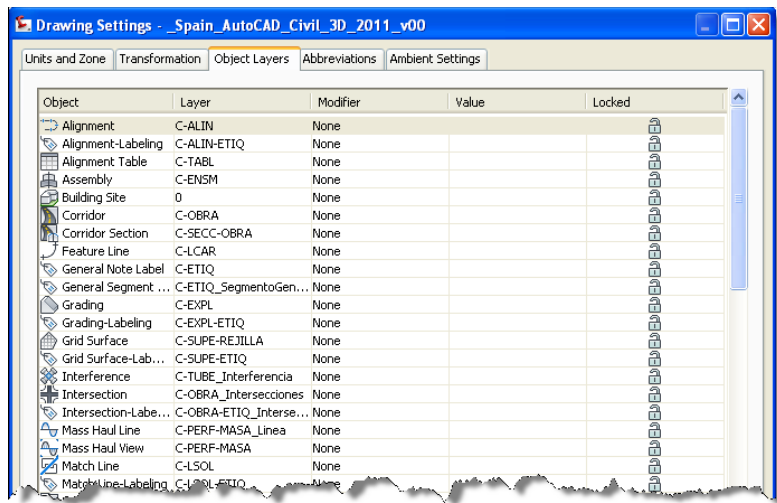 Drawing Settings - _Spain_AutoCAD_Civil_3D_2011_v00
Units and Zone Transformation Object Layers Abbreviations Ambient Settings
Object Layer Modifier Value Locked
Alignment C-ALIN None
Alignment-Labeling C-ALIN-ETIQ None
Alignment Table C-TABL None
Assembly C-ENSM None
Building Site 0 None
Corridor C-OBRA None
Corridor Section C-SECC-OBRA None
Feature Line C-LCAR None
General Note Label C-ETIQ None
General Segment ... C-ETIQ_SegmentoGen... None
Grading C-EXPL None
Grading-Labeling C-EXPL-ETIQ None
Grid Surface C-SUPE-REJILLA None
Grid Surface-Lab... C-SUPE-ETIQ None
Interference C-TUBE_Interferencia None
Intersection C-OBRA_Intersecciones None
Intersection-Labe... C-OBRA-ETIQ_Interse... None
Mass Haul Line C-PERF-MASA_Linea None
Mass Haul View C-PERF-MASA None
Match Line C-LSOL None
MatchLine-Labeling C-LSOL-ETIQ None